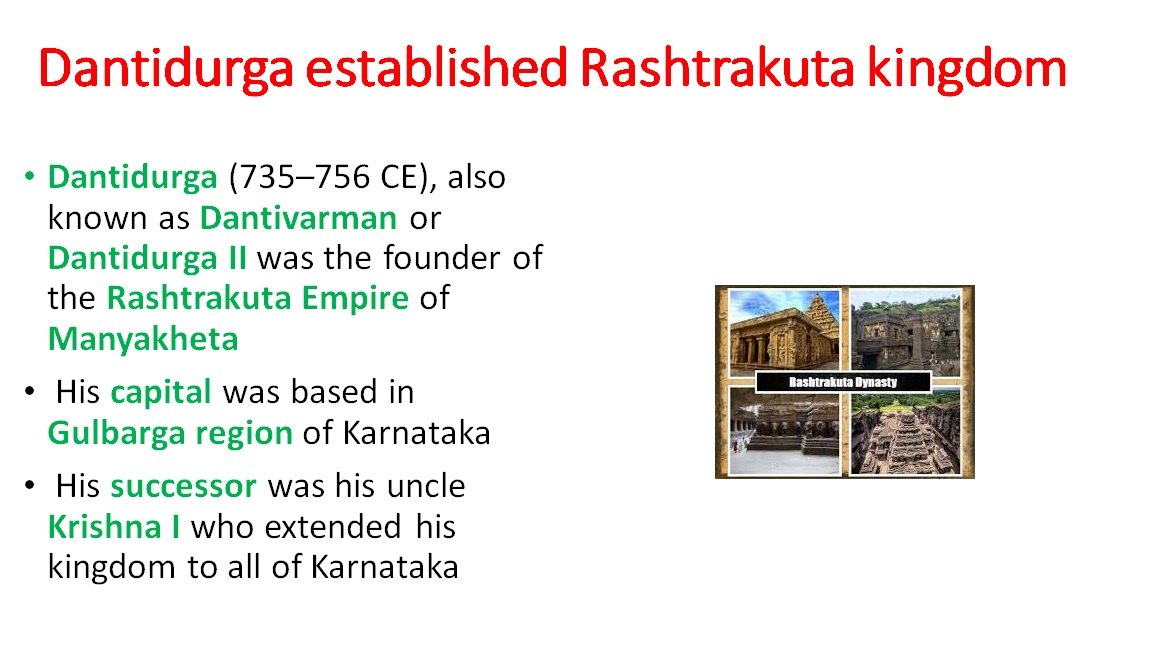 Dantidurga established Rashtrakuta kingdom
• Dantidurga (735–756 CE), also
known as Dantivarman or
Dantidurga II was the founder of
the Rashtrakuta Empire of
Manyakheta
• His capital was based in
Gulbarga region of Karnataka
• His successor was his uncle
Krishna I who extended his
kingdom to all of Karnataka
Rashtrakuta Dynasty